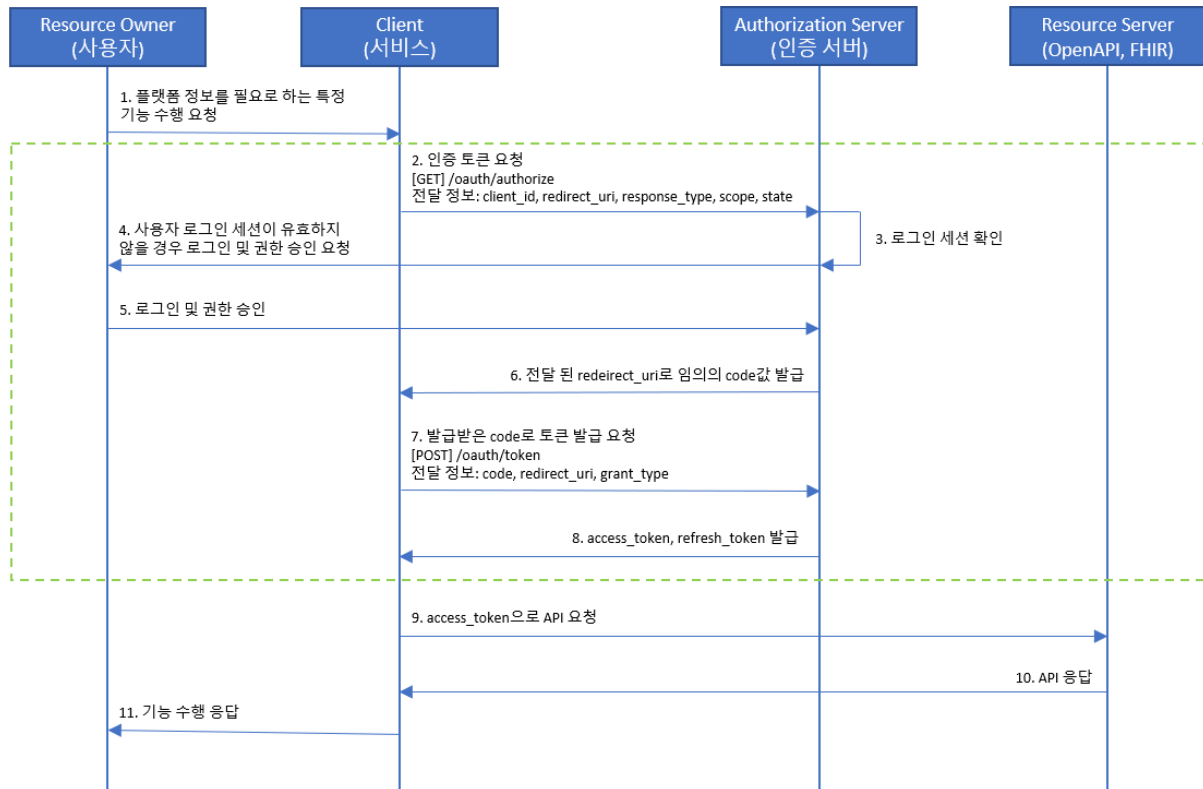 Resource Owner
(사용자)
Client
(서비스)
Authorization Server
(인증 서버)
Resource Server
(OpenAPI, FHIR)
1. 플랫폼 정보를 필요로 하는 특정
기능 수행 요청
2. 인증 토큰 요청
[GET] /oauth/authorize
전달 정보: client_id, redirect_uri, response_type, scope, state
3. 로그인 세션 확인
4. 사용자 로그인 세션이 유효하지
않을 경우 로그인 및 권한 승인 요청
5. 로그인 및 권한 승인
6. 전달 된 redeirect_uri로 임의의 code값 발급
7. 발급받은 code로 토큰 발급 요청
[POST] /oauth/token
전달 정보: code, redirect_uri, grant_type
8. access_token, refresh_token 발급
9. access_token으로 API 요청
10. API 응답
11. 기능 수행 응답